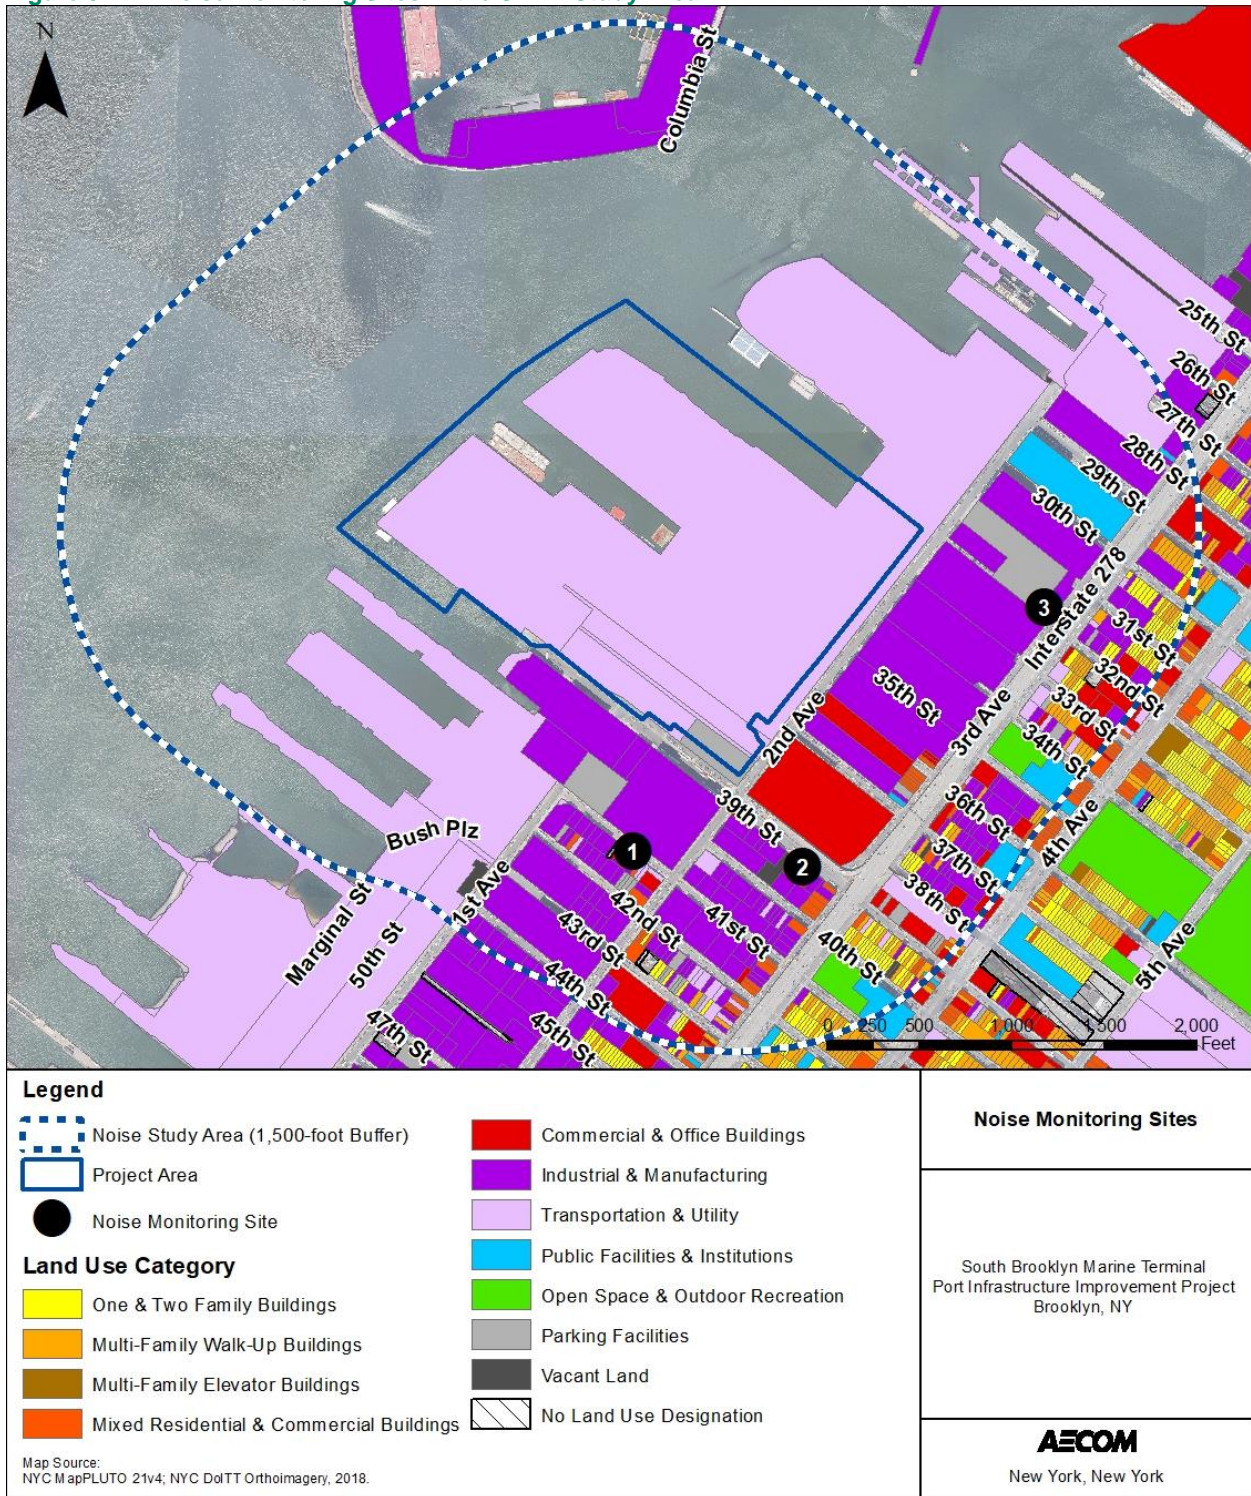 N
Columbia St
25th St
26th St
27th St
28th St
29th St
30th St
Interstate 278
3
31st St
32nd St
33rd St
34th St
35th St
3rd Ave
2nd Ave
36th St
37th St
38th St
4th Ave
39th St
5th Ave
Bush Plz
1
2
1st Ave
42nd St
41st St
40th St
43rd St
Marginal St
50th St
44th St
45th St
47th St
0 250 500 1,000 1,500 2,000
Feet
Legend
Noise Study Area (1,500-foot Buffer)
Project Area
Noise Monitoring Site
Land Use Category
One & Two Family Buildings
Multi-Family Walk-Up Buildings
Multi-Family Elevator Buildings
Mixed Residential & Commercial Buildings
Commercial & Office Buildings
Industrial & Manufacturing
Transportation & Utility
Public Facilities & Institutions
Open Space & Outdoor Recreation
Parking Facilities
Vacant Land
No Land Use Designation
Map Source:
NYC MapPLUTO 21v4; NYC DoITT Orthoimagery, 2018.
Noise Monitoring Sites
South Brooklyn Marine Terminal
Port Infrastructure Improvement Project
Brooklyn, NY
AECOM
New York, New York